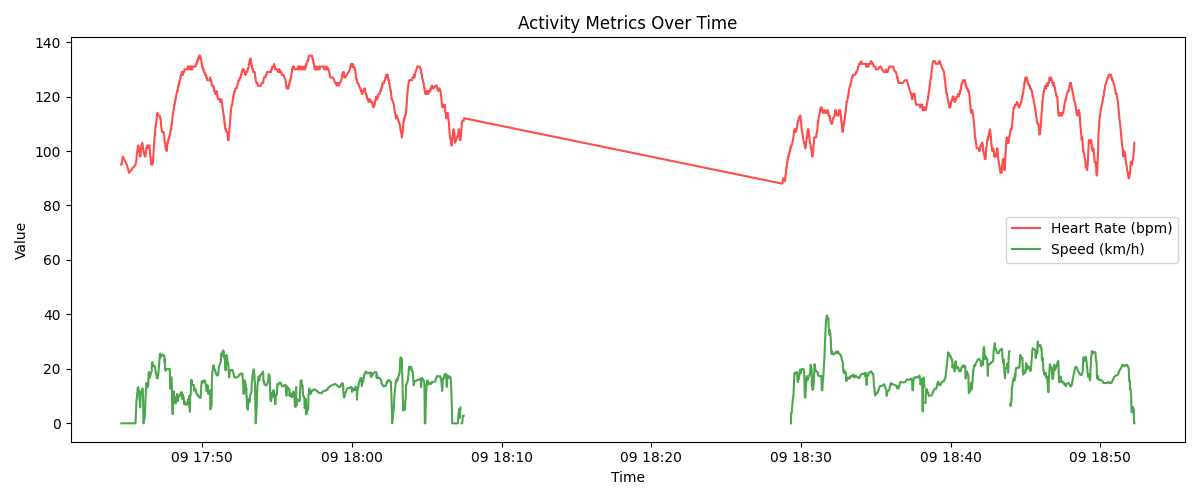 Activity Metrics Over Time
140
120
100
80
60
40
20
0
Value
Heart Rate (bpm)
Speed (km/h)
09 17:50 09 18:00 09 18:10 09 18:20 09 18:30 09 18:40 09 18:50
Time